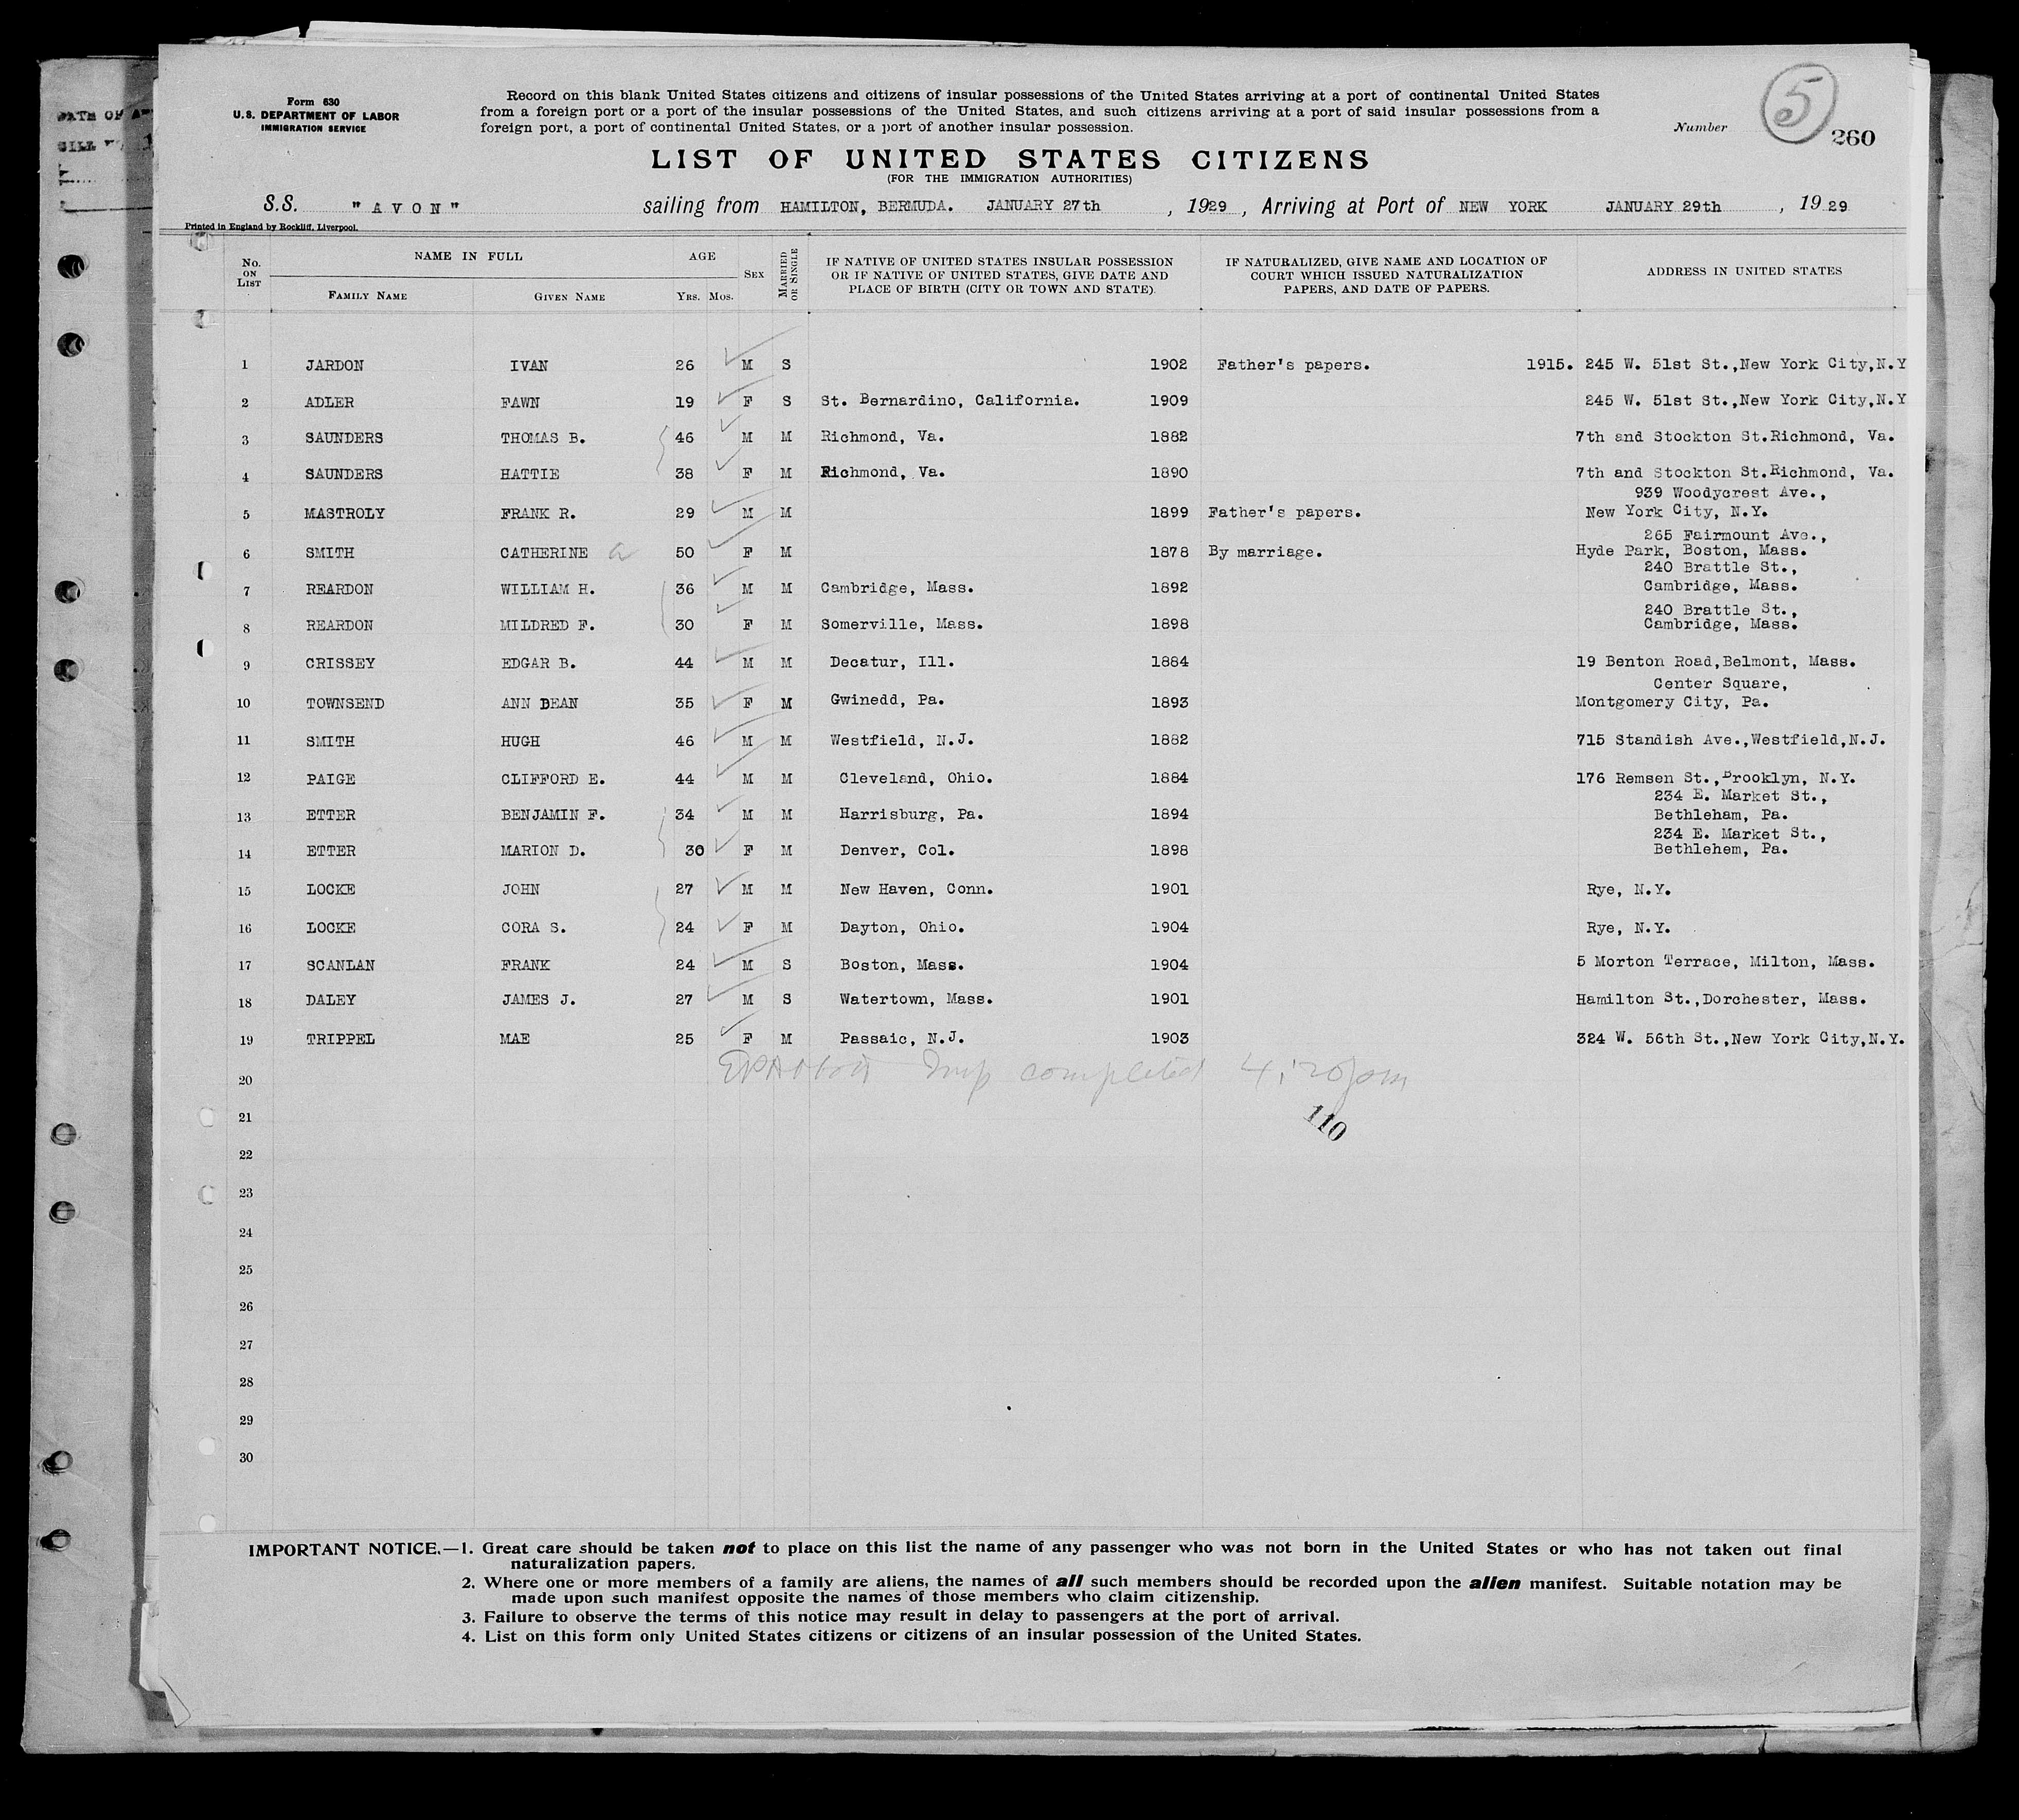 Form 630
U.S. DEPARTMENT OF LABOR
IMMIGRATION SERVICE
Record on this blank United States citizens and citizens of insular possessions of the United States arriving at a port of continental United States
from a foreign port or a port of the insular possessions of the United States, and such citizens arriving at a port of said insular possessions from a
foreign port, a port of continental United States, or a port of another insular possession.
Number 5 260
LIST OF UNITED STATES CITIZENS
(FOR THE IMMIGRATION AUTHORITIES)
S.S. "AVON" sailing from HAMILTON, BERMUDA. JANUARY 27th, 1929, Arriving at Port of NEW YORK JANUARY 29th, 1929
Printed in England by Rockliff, Liverpool.
No. ON LIST NAME IN FULL FAMILY NAME GIVEN NAME AGE YRS. MOS. SEX MARRIED OR SINGLE IF NATIVE OF UNITED STATES INSULAR POSSESSION OR IF NATIVE OF UNITED STATES, GIVE DATE AND PLACE OF BIRTH (CITY OR TOWN AND STATE). IF NATURALIZED, GIVE NAME AND LOCATION OF COURT WHICH ISSUED NATURALIZATION PAPERS, AND DATE OF PAPERS. ADDRESS IN UNITED STATES
1 JARDON IVAN 26 M S 1902 Father's papers. 1915. 245 W. 51st St.,New York City,N.Y
2 ADLER FAWN 19 F S St. Bernardino, California. 1909 245 W. 51st St.,New York City,N.Y
3 SAUNDERS THOMAS B. 46 M M Richmond, Va. 1882 7th and Stockton St.Richmond, Va.
4 SAUNDERS HATTIE 38 F M Richmond, Va. 1890 7th and Stockton St.Richmond, Va.
939 Woodycrest Ave.,
5 MASTROLY FRANK R. 29 M M 1899 Father's papers. New York City, N.Y.
265 Fairmount Ave.,
6 SMITH CATHERINE a 50 F M 1878 By marriage. Hyde Park, Boston, Mass.
240 Brattle St.,
7 REARDON WILLIAM H. 36 M M Cambridge, Mass. 1892 Cambridge, Mass.
240 Brattle St.,
8 REARDON MILDRED F. 30 F M Somerville, Mass. 1898 Cambridge, Mass.
9 CRISSEY EDGAR B. 44 M M Decatur, Ill. 1884 19 Benton Road,Belmont, Mass.
Center Square,
10 TOWNSEND ANN DEAN 35 F M Gwinedd, Pa. 1893 Montgomery City, Pa.
11 SMITH HUGH 46 M M Westfield, N.J. 1882 715 Standish Ave.,Westfield,N.J.
12 PAIGE CLIFFORD E. 44 M M Cleveland, Ohio. 1884 176 Remsen St.,Brooklyn, N.Y.
234 E. Market St.,
13 ETTER BENJAMIN F. 34 M M Harrisburg, Pa. 1894 Bethleham, Pa.
234 E. Market St.,
14 ETTER MARION D. 30 F M Denver, Col. 1898 Bethlehem, Pa.
15 LOCKE JOHN 27 M M New Haven, Conn. 1901 Rye, N.Y.
16 LOCKE CORA S. 24 F M Dayton, Ohio. 1904 Rye, N.Y.
17 SCANLAN FRANK 24 M S Boston, Mass. 1904 5 Morton Terrace, Milton, Mass.
18 DALEY JAMES J. 27 M S Watertown, Mass. 1901 Hamilton St.,Dorchester, Mass.
19 TRIPPEL MAE 25 F M Passaic, N.J. 1903 324 W. 56th St.,New York City,N.Y.
20 completed 4:20 pm
21 110
22
23
24
25
26
27
28
29
30
IMPORTANT NOTICE.—1. Great care should be taken not to place on this list the name of any passenger who was not born in the United States or who has not taken out final
naturalization papers.
2. Where one or more members of a family are aliens, the names of all such members should be recorded upon the alien manifest. Suitable notation may be
made upon such manifest opposite the names of those members who claim citizenship.
3. Failure to observe the terms of this notice may result in delay to passengers at the port of arrival.
4. List on this form only United States citizens or citizens of an insular possession of the United States.